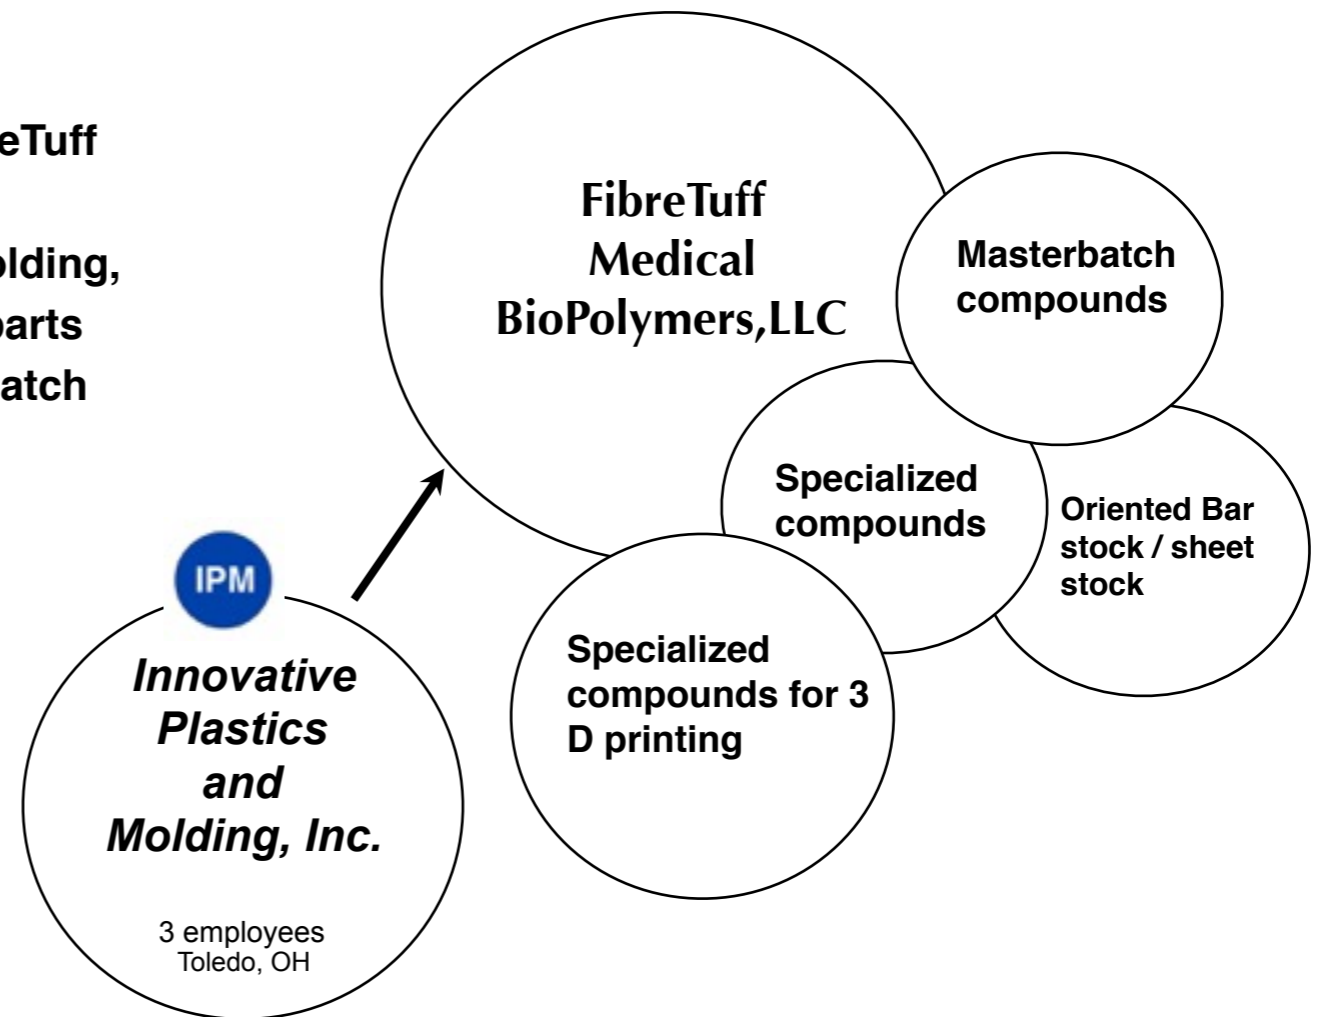 eTuff
olding,
parts
atch
FibreTuff
Medical
BioPolymers,LLC
Masterbatch
compounds
Specialized
compounds
Oriented Bar
stock / sheet
stock
Specialized
compounds for 3
D printing
IPM
Innovative
Plastics
and
Molding, Inc.
3 employees
Toledo, OH